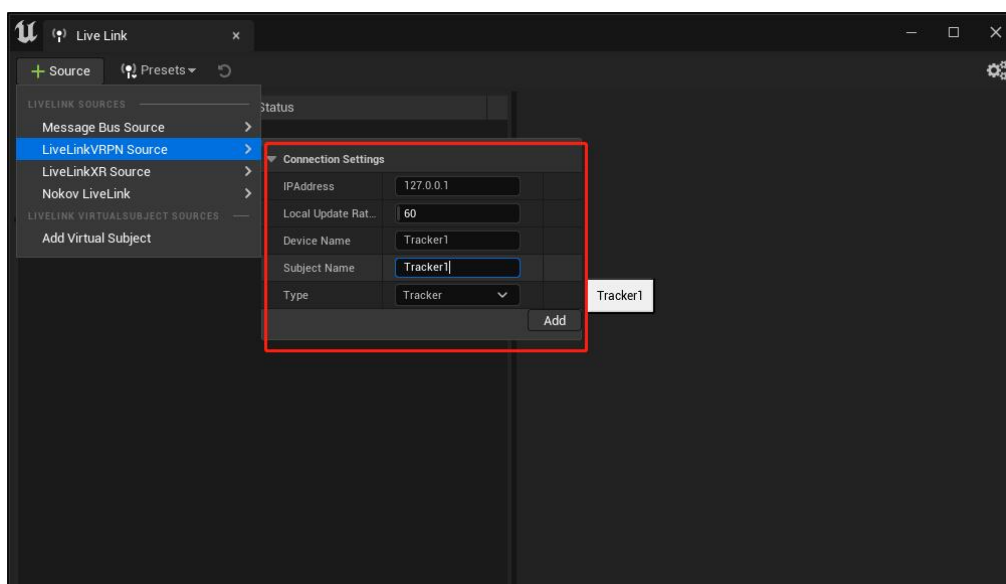 Live Link
Source
Presets
LIVELINK SOURCES
Status
Message Bus Source
LiveLinkVRPN Source
LiveLinkXR Source
Nokov LiveLink
LIVELINK VIRTUALSUBJECT SOURCES
Add Virtual Subject
Connection Settings
IPAddress 127.0.0.1
Local Update Rat... 60
Device Name Tracker1
Subject Name Tracker1
Type Tracker
Tracker1
Add